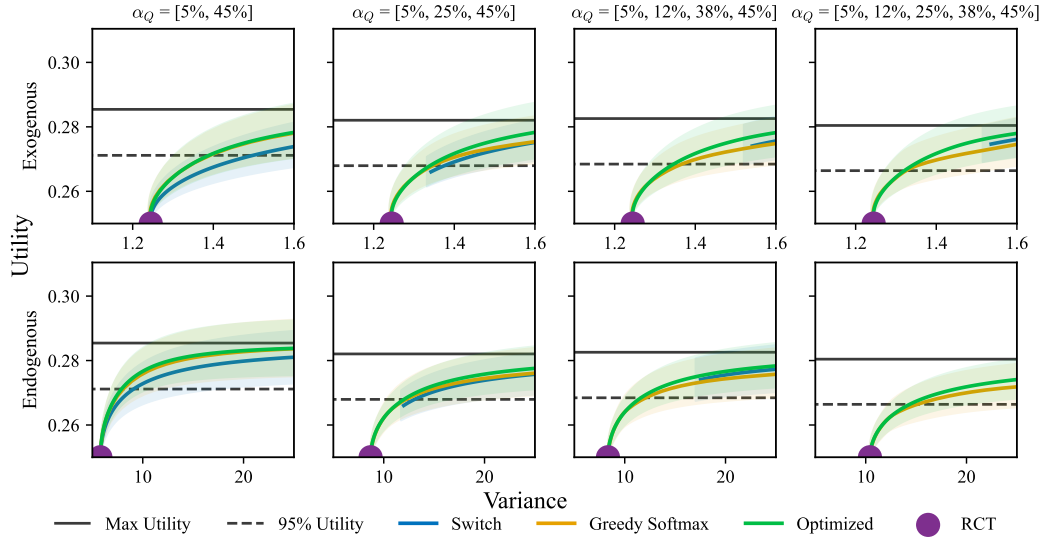 α_Q = [5%, 45%]
α_Q = [5%, 25%, 45%]
α_Q = [5%, 12%, 38%, 45%]
α_Q = [5%, 12%, 25%, 38%, 45%]
Utility
Exogenous
0.30
0.28
0.26
1.2 1.4 1.6
1.2 1.4 1.6
1.2 1.4 1.6
1.2 1.4 1.6
Endogenous
0.30
0.28
0.26
10 20
10 20
10 20
10 20
Variance
Max Utility 95% Utility Switch Greedy Softmax Optimized RCT